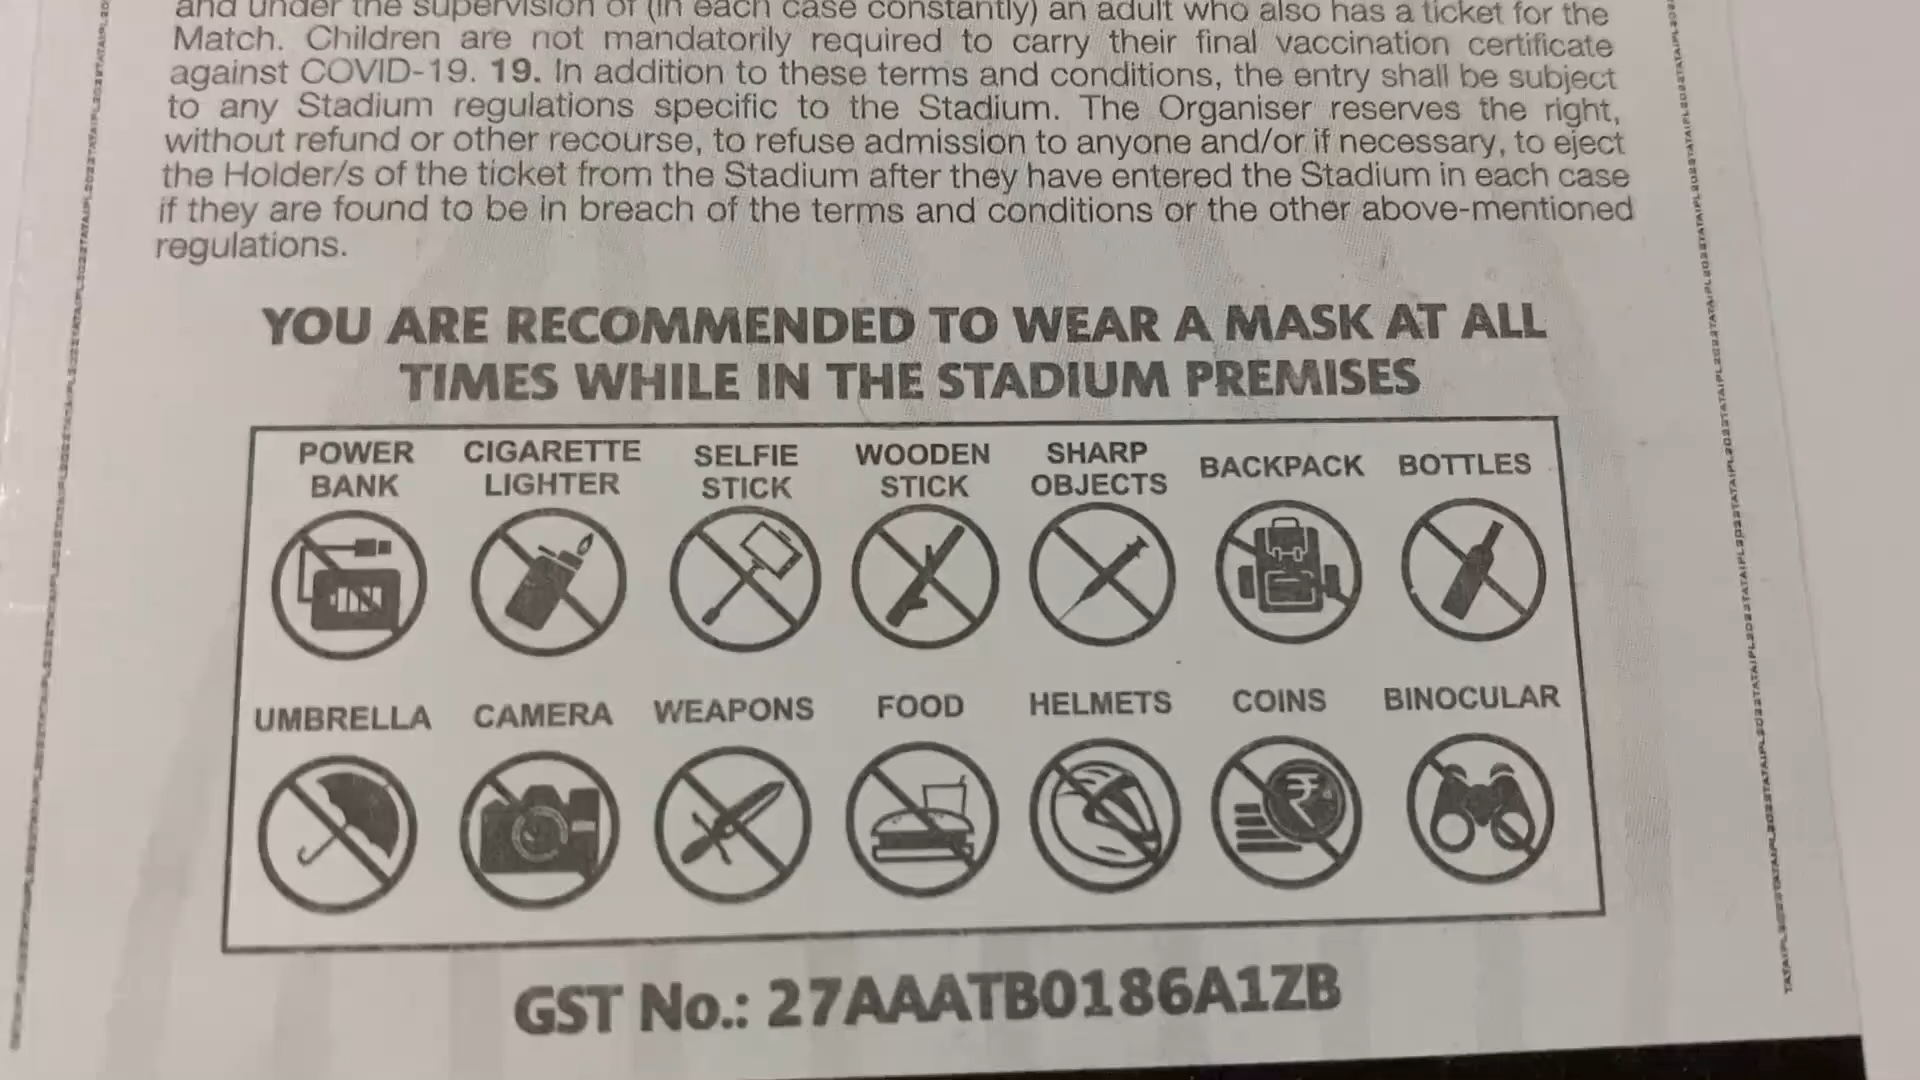 and under the supervision of (in each case constantly) an adult who also has a ticket for the
Match. Children are not mandatorily required to carry their final vaccination certificate
against COVID-19. 19. In addition to these terms and conditions, the entry shall be subject
to any Stadium regulations specific to the Stadium. The Organiser reserves the right,
without refund or other recourse, to refuse admission to anyone and/or if necessary, to eject
the Holder/s of the ticket from the Stadium after they have entered the Stadium in each case
if they are found to be in breach of the terms and conditions or the other above-mentioned
regulations.
YOU ARE RECOMMENDED TO WEAR A MASK AT ALL
TIMES WHILE IN THE STADIUM PREMISES
POWER BANK
CIGARETTE LIGHTER
SELFIE STICK
WOODEN STICK
SHARP OBJECTS
BACKPACK
BOTTLES
UMBRELLA
CAMERA
WEAPONS
FOOD
HELMETS
COINS
BINOCULAR
₹
GST No.: 27AAATB0186A1ZB